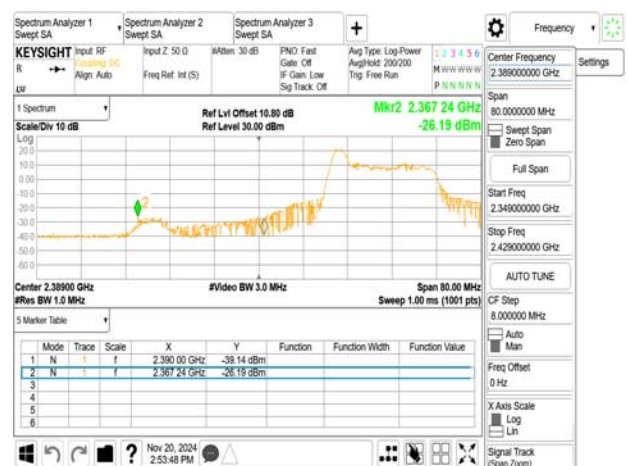 Spectrum Analyzer 1
Swept SA
Spectrum Analyzer 2
Swept SA
Spectrum Analyzer 3
Swept SA
+
Frequency
KEYSIGHT
R
LXI
Input: RF
Coupling: DC
Align: Auto
Input Z: 50 Ω
Freq Ref: Int (S)
#Atten: 30 dB
PNO: Fast
Gate: Off
IF Gain: Low
Sig Track: Off
Avg Type: Log-Power
Avg|Hold: 200/200
Trig: Free Run
1 2 3 4 5 6
M W W W W W
P N N N N N
1 Spectrum
Scale/Div 10 dB
Ref Lvl Offset 10.80 dB
Ref Level 30.00 dBm
Mkr2 2.367 24 GHz
-26.19 dBm
Log
20.0
10.0
0.00
-10.0
-20.0
-30.0
-40.0
-50.0
-60.0
2
Center 2.38900 GHz
#Res BW 1.0 MHz
#Video BW 3.0 MHz
Span 80.00 MHz
Sweep 1.00 ms (1001 pts)
5 Marker Table
Mode Trace Scale X Y Function Function Width Function Value
1 N 1 f 2.390 00 GHz -39.14 dBm
2 N 1 f 2.367 24 GHz -26.19 dBm
3
4
5
6
Nov 20, 2024
2:53:48 PM
Center Frequency
2.389000000 GHz
Settings
Span
80.0000000 MHz
Swept Span
Zero Span
Full Span
Start Freq
2.349000000 GHz
Stop Freq
2.429000000 GHz
AUTO TUNE
CF Step
8.000000 MHz
Auto
Man
Freq Offset
0 Hz
X Axis Scale
Log
Lin
Signal Track
(Span Zoom)